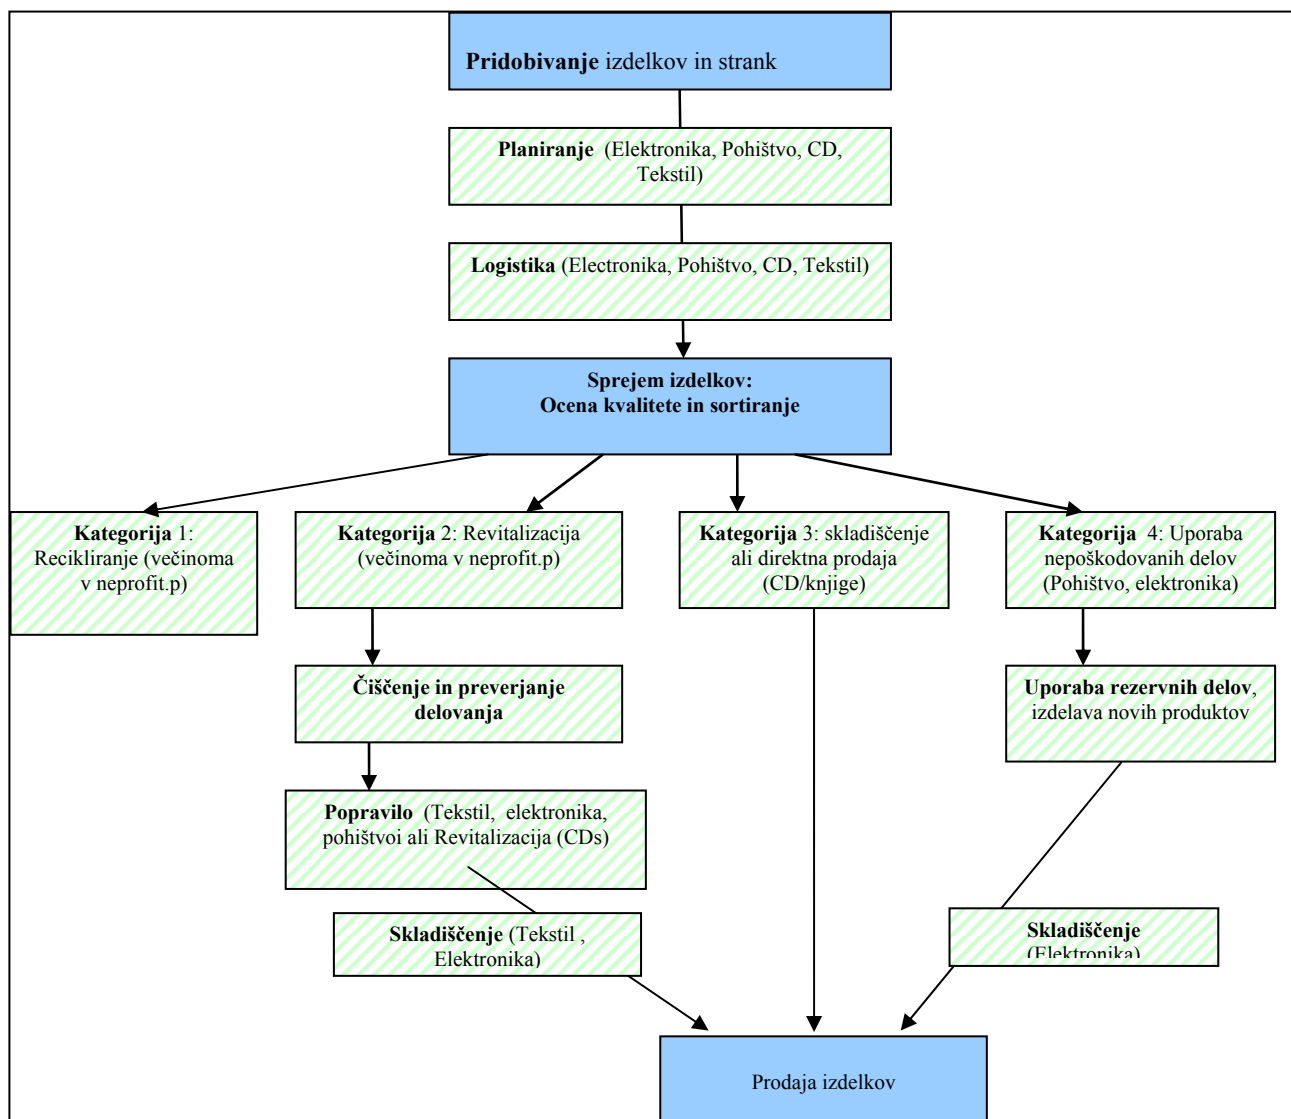 Pridobivanje izdelkov in strank
Planiranje (Elektronika, Pohištvo, CD,
Tekstil)
Logistika (Electronika, Pohištvo, CD, Tekstil)
Sprejem izdelkov:
Ocena kvalitete in sortiranje
Kategorija 1:
Recikliranje (večinoma
v neprofit.p)
Kategorija 2: Revitalizacija
(večinoma v neprofit.p)
Kategorija 3: skladiščenje
ali direktna prodaja
(CD/knjige)
Kategorija 4: Uporaba
nepoškodovanih delov
(Pohištvo, elektronika)
Čiščenje in preverjanje
delovanja
Uporaba rezervnih delov,
izdelava novih produktov
Popravilo (Tekstil, elektronika,
pohištvoi ali Revitalizacija (CDs)
Skladiščenje (Tekstil ,
Elektronika)
Skladiščenje
(Elektronika)
Prodaja izdelkov